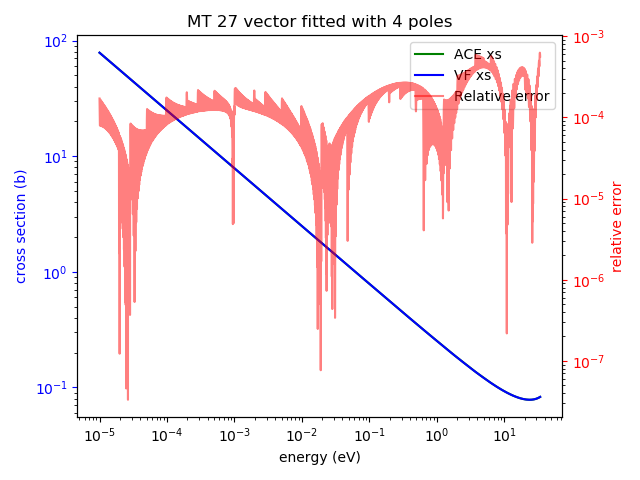 MT 27 vector fitted with 4 poles
ACE xs
VF xs
Relative error
cross section (b)
10^2
10^1
10^0
10^-1
10^-3
10^-4
10^-5
10^-6
10^-7
relative error
10^-5 10^-4 10^-3 10^-2 10^-1 10^0 10^1
energy (eV)